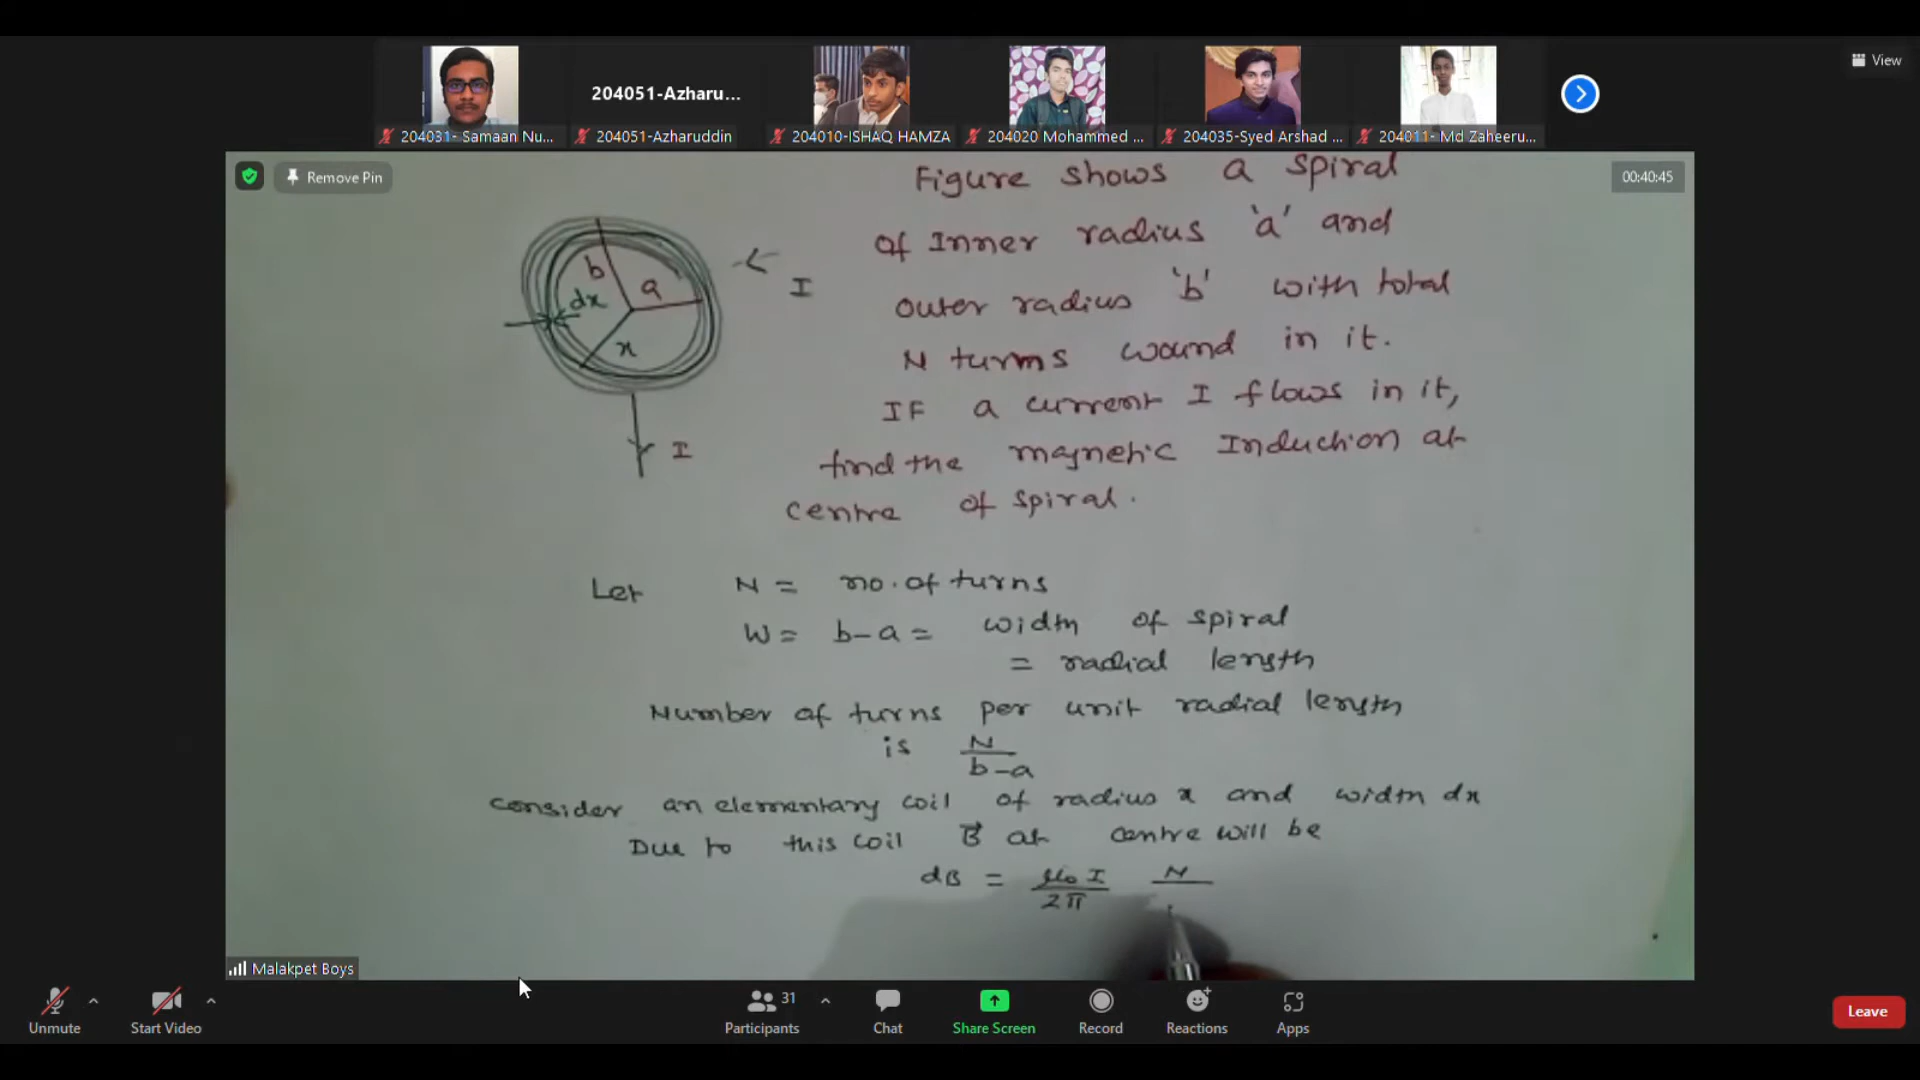 View
204051-Azharu...
204031- Samaan Nu...
204051-Azharuddin
204010-ISHAQ HAMZA
204020 Mohammed ...
204035-Syed Arshad ...
204011- Md Zaheeru...
Remove Pin
00:40:45
Figure shows a spiral
of Inner radius 'a' and
outer radius 'b' with total
N turns wound in it.
IF a current I flows in it,
find the magnetic Induction at
centre of spiral.
b
a
dx
x
I
I
Let N = no. of turns
W = b-a = width of spiral
= radial length
Number of turns per unit radial length
is N
b-a
consider an elementary coil of radius x and width dx
Due to this coil B⃗ at centre will be
dB = μ₀ I N
2π
Malakpet Boys
Unmute
Start Video
31
Participants
Chat
Share Screen
Record
Reactions
Apps
Leave